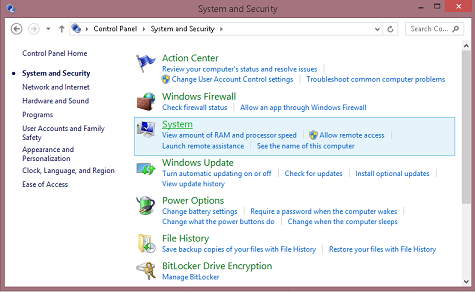 System and Security
Control Panel System and Security
Search Co...
Control Panel Home
System and Security
Network and Internet
Hardware and Sound
Programs
User Accounts and Family
Safety
Appearance and
Personalization
Clock, Language, and Region
Ease of Access
Action Center
Review your computer's status and resolve issues
Change User Account Control settings Troubleshoot common computer problems
Windows Firewall
Check firewall status Allow an app through Windows Firewall
System
View amount of RAM and processor speed Allow remote access
Launch remote assistance See the name of this computer
Windows Update
Turn automatic updating on or off Check for updates Install optional updates
View update history
Power Options
Change battery settings Require a password when the computer wakes
Change what the power buttons do Change when the computer sleeps
File History
Save backup copies of your files with File History Restore your files with File History
BitLocker Drive Encryption
Manage BitLocker